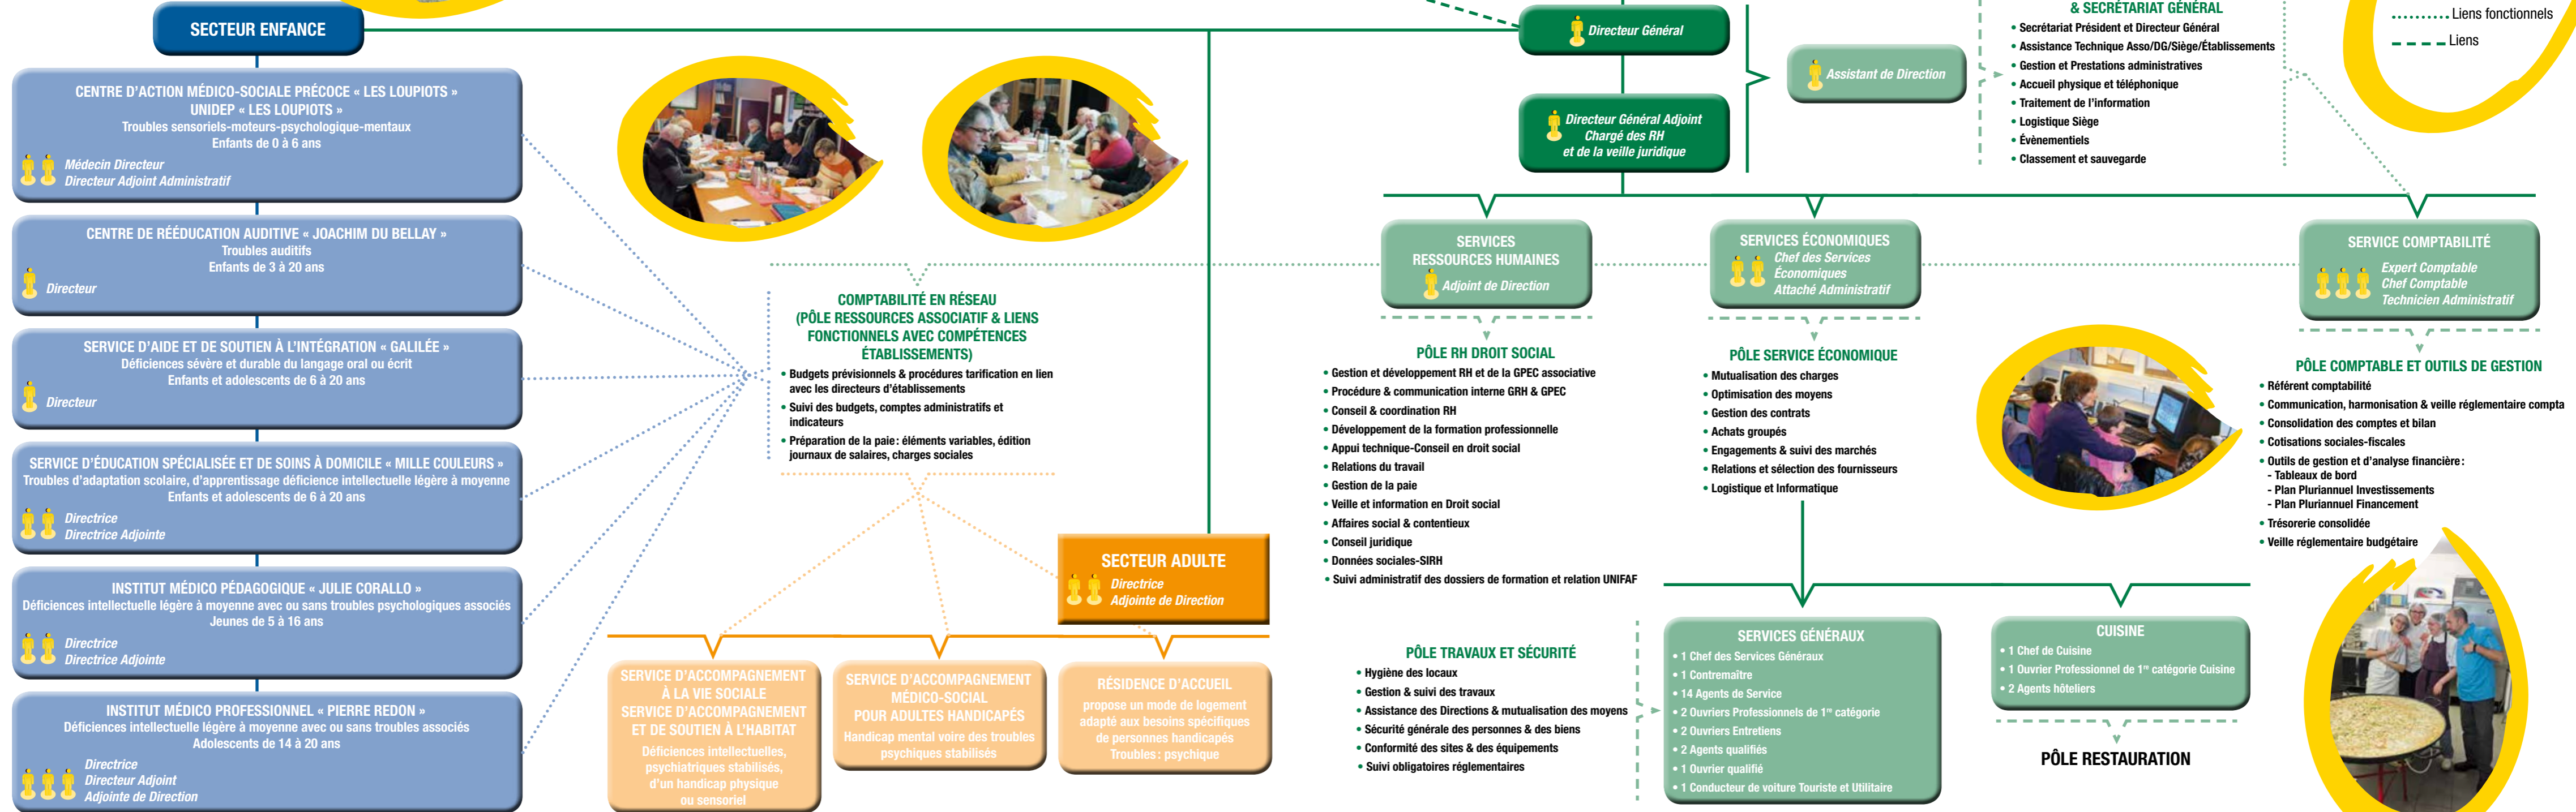 SECTEUR ENFANCE
CENTRE D'ACTION MÉDICO-SOCIALE PRÉCOCE « LES LOUPIOTS »
UNIDEP « LES LOUPIOTS »
Troubles sensoriels-moteurs-psychologique-mentaux
Enfants de 0 à 6 ans
Médecin Directeur
Directeur Adjoint Administratif
CENTRE DE RÉÉDUCATION AUDITIVE « JOACHIM DU BELLAY »
Troubles auditifs
Enfants de 3 à 20 ans
Directeur
SERVICE D'AIDE ET DE SOUTIEN À L'INTÉGRATION « GALILÉE »
Déficiences sévère et durable du langage oral ou écrit
Enfants et adolescents de 6 à 20 ans
Directeur
SERVICE D'ÉDUCATION SPÉCIALISÉE ET DE SOINS À DOMICILE « MILLE COULEURS »
Troubles d'adaptation scolaire, d'apprentissage déficience intellectuelle légère à moyenne
Enfants et adolescents de 6 à 20 ans
Directrice
Directrice Adjointe
INSTITUT MÉDICO PÉDAGOGIQUE « JULIE CORALLO »
Déficiences intellectuelle légère à moyenne avec ou sans troubles psychologiques associés
Jeunes de 5 à 16 ans
Directrice
Directrice Adjointe
INSTITUT MÉDICO PROFESSIONNEL « PIERRE REDON »
Déficiences intellectuelle légère à moyenne avec ou sans troubles associés
Adolescents de 14 à 20 ans
Directrice
Directeur Adjoint
Adjointe de Direction
COMPTABILITÉ EN RÉSEAU
(PÔLE RESSOURCES ASSOCIATIF & LIENS
FONCTIONNELS AVEC COMPÉTENCES
ÉTABLISSEMENTS)
• Budgets prévisionnels & procédures tarification en lien
avec les directeurs d'établissements
• Suivi des budgets, comptes administratifs et
indicateurs
• Préparation de la paie : éléments variables, édition
journaux de salaires, charges sociales
SECTEUR ADULTE
Directrice
Adjointe de Direction
SERVICE D'ACCOMPAGNEMENT
À LA VIE SOCIALE
SERVICE D'ACCOMPAGNEMENT
ET DE SOUTIEN À L'HABITAT
Déficiences intellectuelles,
psychiatriques stabilisés,
d'un handicap physique
ou sensoriel
SERVICE D'ACCOMPAGNEMENT
MÉDICO-SOCIAL
POUR ADULTES HANDICAPÉS
Handicap mental voire des troubles
psychiques stabilisés
RÉSIDENCE D'ACCUEIL
propose un mode de logement
adapté aux besoins spécifiques
de personnes handicapés
Troubles : psychique
Directeur Général
Directeur Général Adjoint
Chargé des RH
et de la veille juridique
Assistant de Direction
& SECRÉTARIAT GÉNÉRAL
• Secrétariat Président et Directeur Général
• Assistance Technique Asso/DG/Siège/Établissements
• Gestion et Prestations administratives
• Accueil physique et téléphonique
• Traitement de l'information
• Logistique Siège
• Évènementiels
• Classement et sauvegarde
Liens fonctionnels
Liens
SERVICES
RESSOURCES HUMAINES
Adjoint de Direction
PÔLE RH DROIT SOCIAL
• Gestion et développement RH et de la GPEC associative
• Procédure & communication interne GRH & GPEC
• Conseil & coordination RH
• Développement de la formation professionnelle
• Appui technique-Conseil en droit social
• Relations du travail
• Gestion de la paie
• Veille et information en Droit social
• Affaires social & contentieux
• Conseil juridique
• Données sociales-SIRH
• Suivi administratif des dossiers de formation et relation UNIFAF
SERVICES ÉCONOMIQUES
Chef des Services
Économiques
Attaché Administratif
PÔLE SERVICE ÉCONOMIQUE
• Mutualisation des charges
• Optimisation des moyens
• Gestion des contrats
• Achats groupés
• Engagements & suivi des marchés
• Relations et sélection des fournisseurs
• Logistique et Informatique
SERVICE COMPTABILITÉ
Expert Comptable
Chef Comptable
Technicien Administratif
PÔLE COMPTABLE ET OUTILS DE GESTION
• Référent comptabilité
• Communication, harmonisation & veille réglementaire compta
• Consolidation des comptes et bilan
• Cotisations sociales-fiscales
• Outils de gestion et d'analyse financière :
- Tableaux de bord
- Plan Pluriannuel Investissements
- Plan Pluriannuel Financement
• Trésorerie consolidée
• Veille réglementaire budgétaire
PÔLE TRAVAUX ET SÉCURITÉ
• Hygiène des locaux
• Gestion & suivi des travaux
• Assistance des Directions & mutualisation des moyens
• Sécurité générale des personnes & des biens
• Conformité des sites & des équipements
• Suivi obligatoires réglementaires
SERVICES GÉNÉRAUX
• 1 Chef des Services Généraux
• 1 Contremaître
• 14 Agents de Service
• 2 Ouvriers Professionnels de 1re catégorie
• 2 Ouvriers Entretiens
• 2 Agents qualifiés
• 1 Ouvrier qualifié
• 1 Conducteur de voiture Touriste et Utilitaire
CUISINE
• 1 Chef de Cuisine
• 1 Ouvrier Professionnel de 1re catégorie Cuisine
• 2 Agents hôteliers
PÔLE RESTAURATION